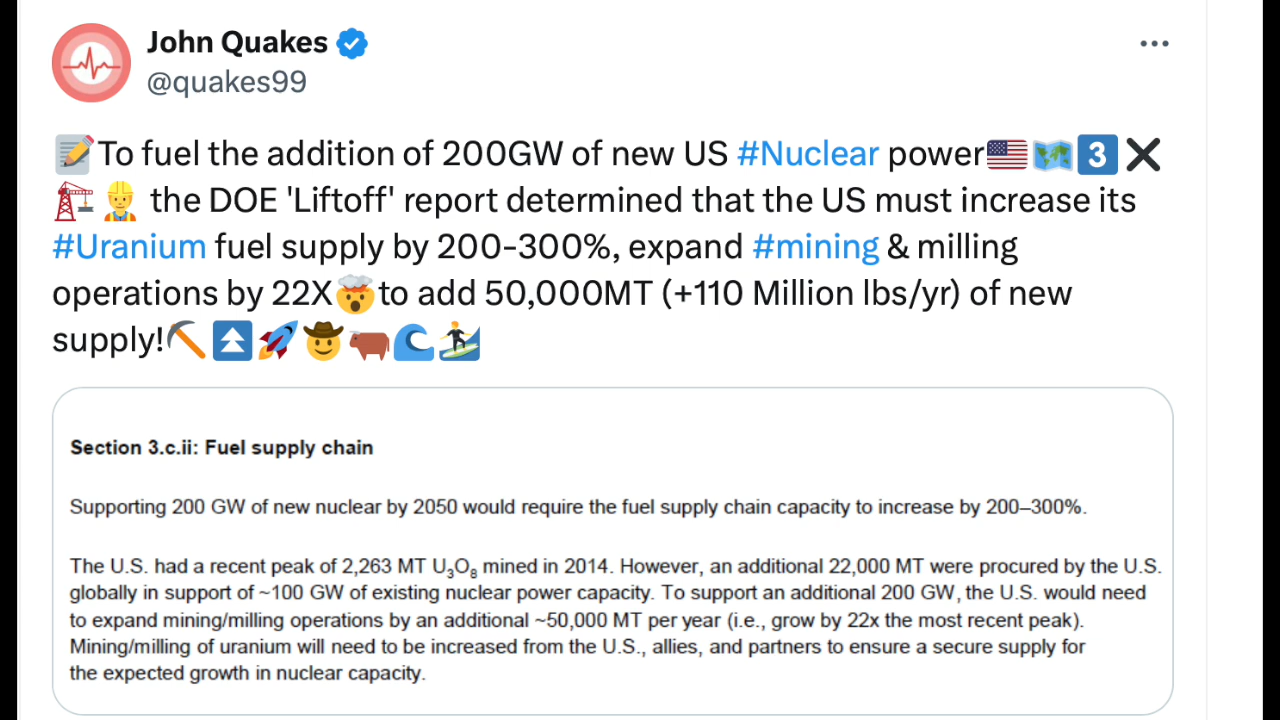 John Quakes
@quakes99
📝To fuel the addition of 200GW of new US #Nuclear power🇺🇸🗺️3️⃣✖️
🏗️👷 the DOE 'Liftoff' report determined that the US must increase its
#Uranium fuel supply by 200-300%, expand #mining & milling
operations by 22X🤯to add 50,000MT (+110 Million lbs/yr) of new
supply!⛏️⏫🚀🤠🐂🌊🏄
Section 3.c.ii: Fuel supply chain
Supporting 200 GW of new nuclear by 2050 would require the fuel supply chain capacity to increase by 200–300%.
The U.S. had a recent peak of 2,263 MT U₃O₈ mined in 2014. However, an additional 22,000 MT were procured by the U.S.
globally in support of ~100 GW of existing nuclear power capacity. To support an additional 200 GW, the U.S. would need
to expand mining/milling operations by an additional ~50,000 MT per year (i.e., grow by 22x the most recent peak).
Mining/milling of uranium will need to be increased from the U.S., allies, and partners to ensure a secure supply for
the expected growth in nuclear capacity.